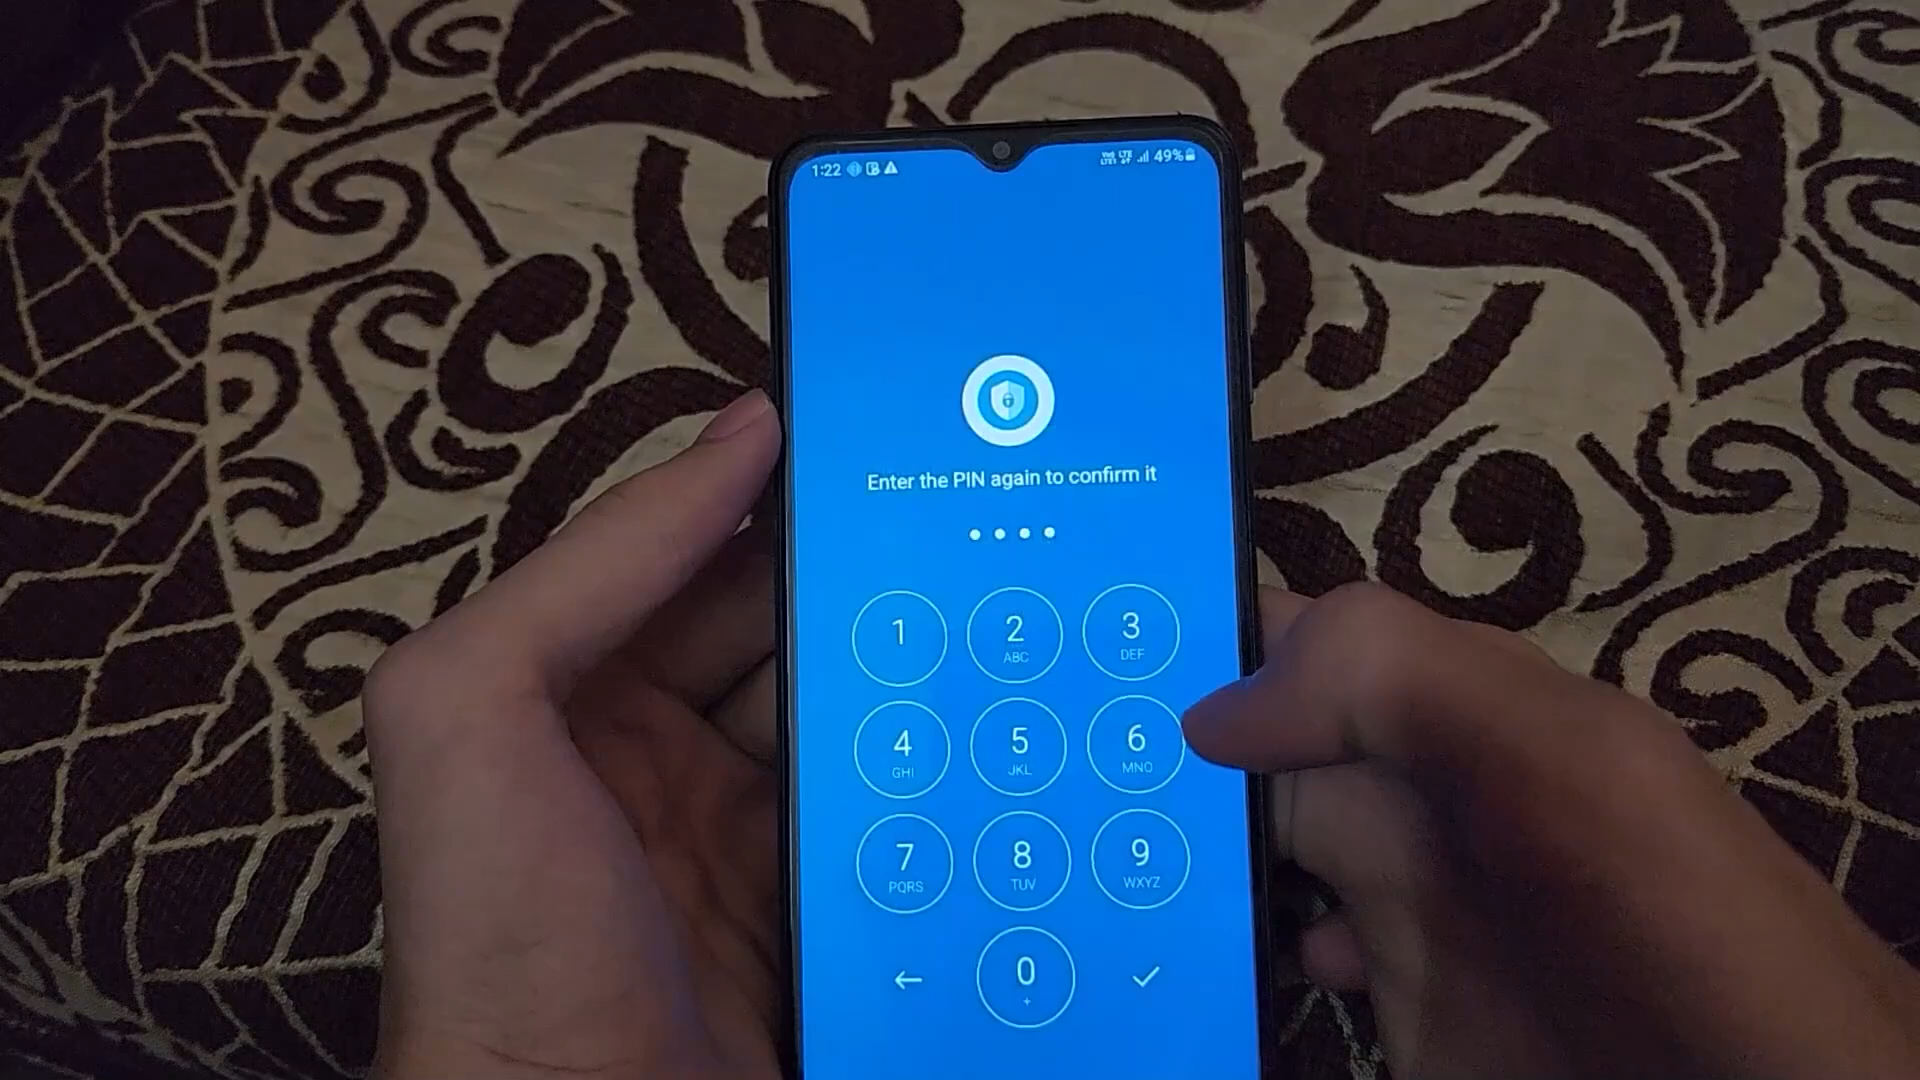 1:22 49%
Enter the PIN again to confirm it
1 2 3
ABC DEF
4 5 6
GHI JKL MNO
7 8 9
PQRS TUV WXYZ
0
+